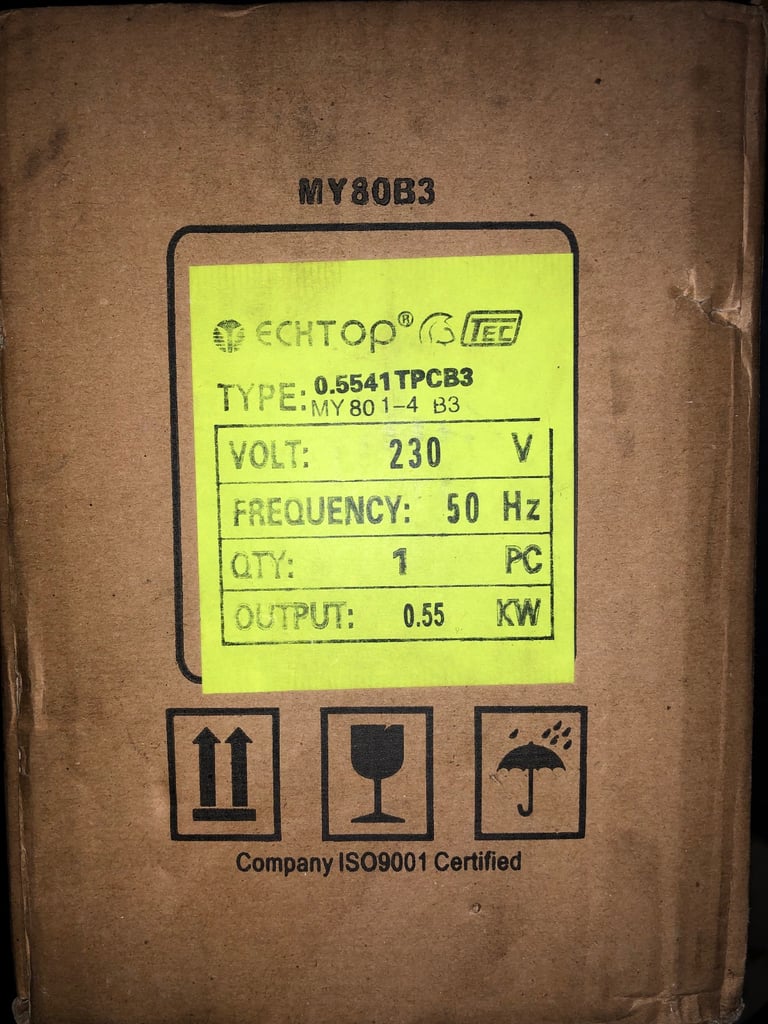 MY80B3
TECHTOP® TEC
TYPE: 0.5541TPCB3
MY 80 1-4 B3
VOLT: 230 V
FREQUENCY: 50 Hz
QTY: 1 PC
OUTPUT: 0.55 KW
Company ISO9001 Certified